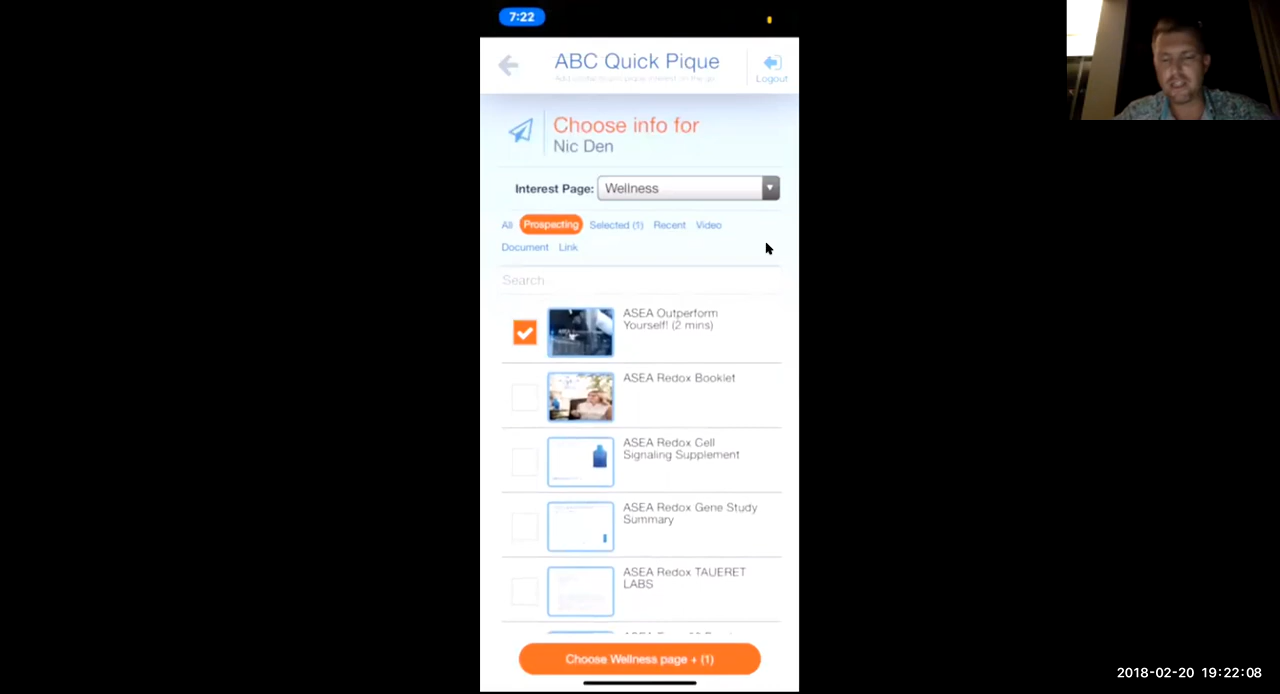 7:22
ABC Quick Pique
Logout
Choose info for
Nic Den
Interest Page: Wellness
All Prospecting Selected (1) Recent Video
Document Link
Search
ASEA Outperform
Yourself! (2 mins)
ASEA Redox Booklet
ASEA Redox Cell
Signaling Supplement
ASEA Redox Gene Study
Summary
ASEA Redox TAUERET
LABS
Choose Wellness page + (1)
2018-02-20 19:22:08